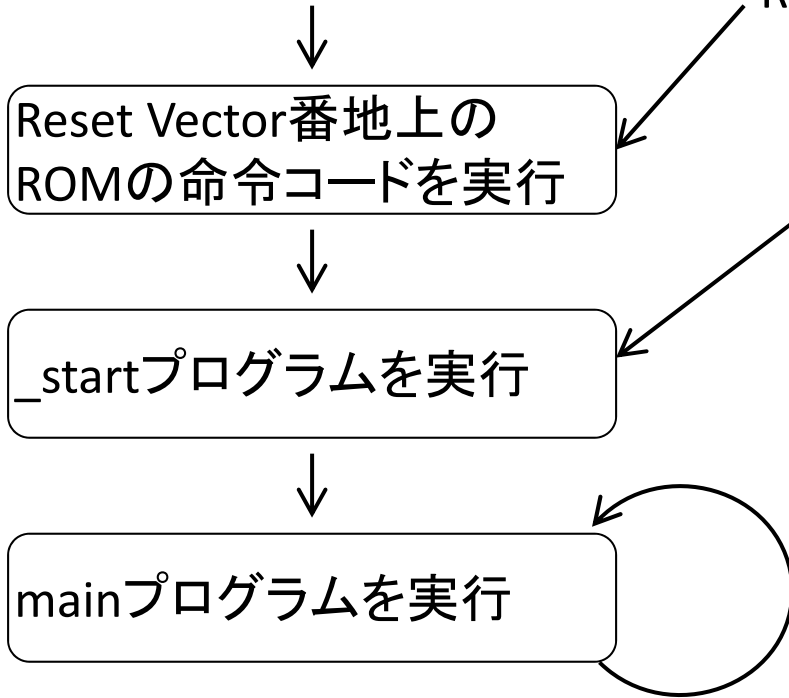 Reset Vector番地上の
ROMの命令コードを実行
_startプログラムを実行
mainプログラムを実行